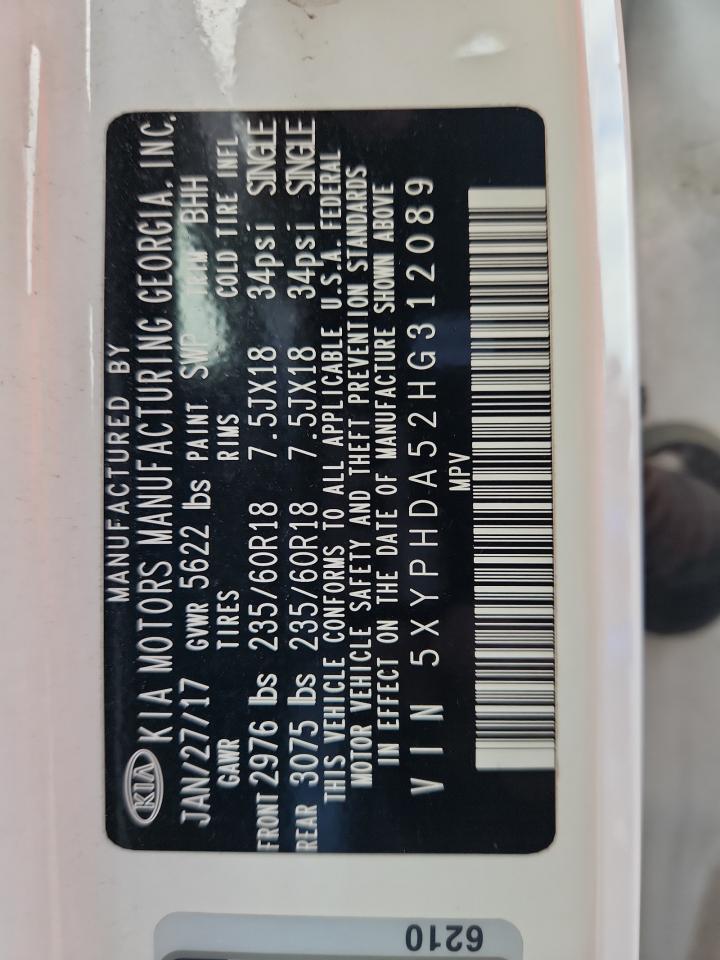 MANUFACTURED BY
KIA KIA MOTORS MANUFACTURING GEORGIA, INC.
JAN/27/17 GVWR 5622 lbs PAINT SWP TRIM BHH
GAWR TIRES RIMS COLD TIRE INFL
FRONT 2976 lbs 235/60R18 7.5JX18 34psi SINGLE
REAR 3075 lbs 235/60R18 7.5JX18 34psi SINGLE
THIS VEHICLE CONFORMS TO ALL APPLICABLE U.S.A. FEDERAL
MOTOR VEHICLE SAFETY AND THEFT PREVENTION STANDARDS
IN EFFECT ON THE DATE OF MANUFACTURE SHOWN ABOVE
VIN 5XYPHDA52HG312089
MPV
6210